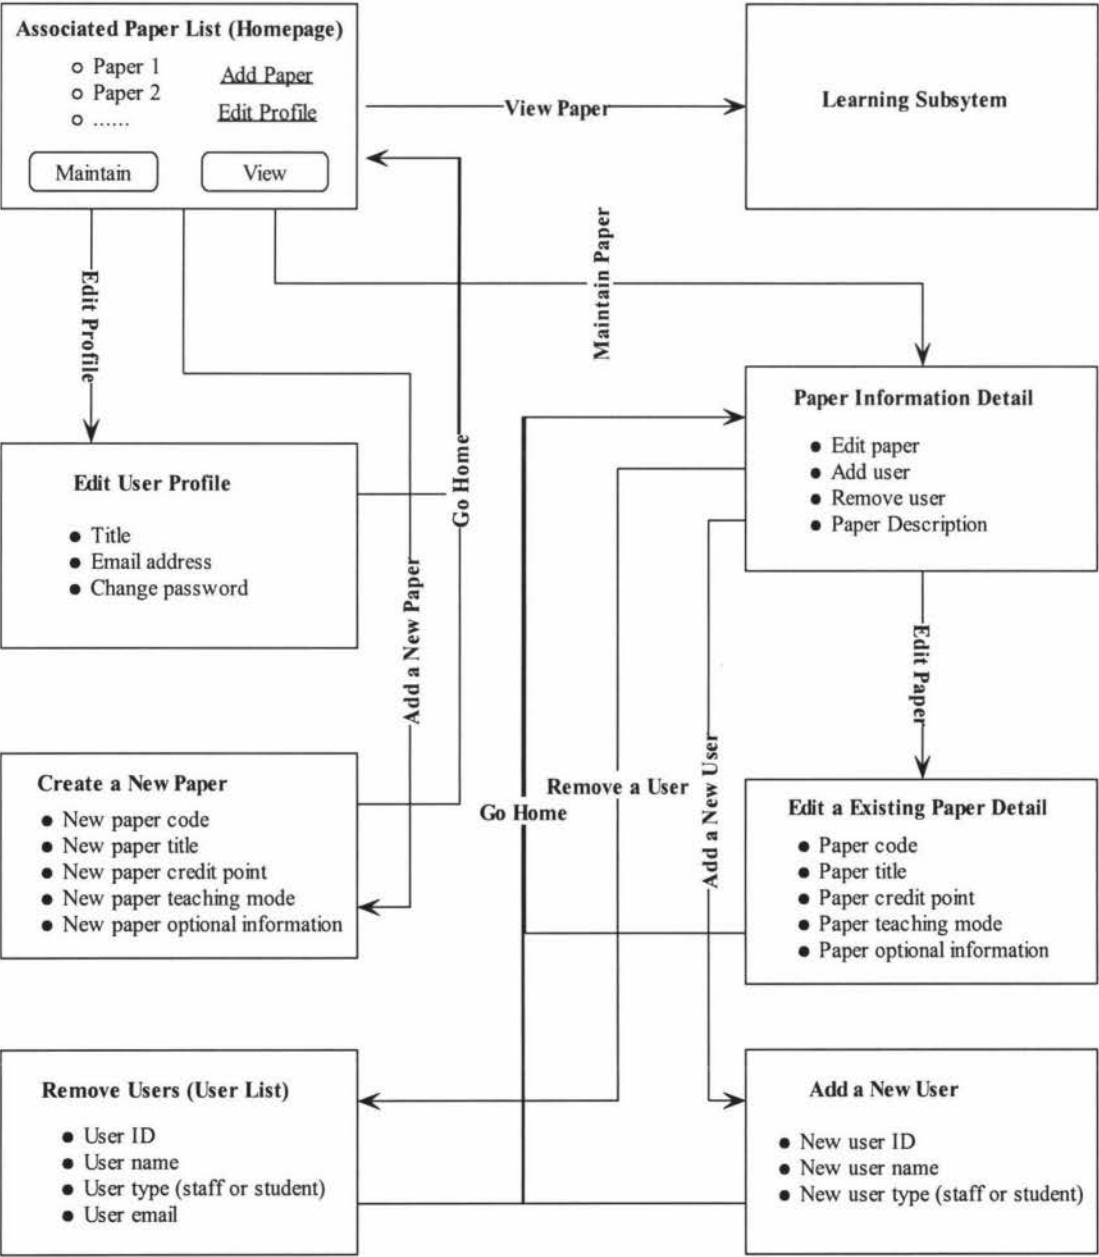 Associated Paper List (Homepage)
Paper 1
Paper 2
......
Add Paper
Edit Profile
Maintain
View
View Paper
Learning Subsytem
Edit Profile
Maintain Paper
Go Home
Add a New Paper
Edit User Profile
Title
Email address
Change password
Paper Information Detail
Edit paper
Add user
Remove user
Paper Description
Edit Paper
Create a New Paper
New paper code
New paper title
New paper credit point
New paper teaching mode
New paper optional information
Remove a User
Go Home
Add a New User
Edit a Existing Paper Detail
Paper code
Paper title
Paper credit point
Paper teaching mode
Paper optional information
Remove Users (User List)
User ID
User name
User type (staff or student)
User email
Add a New User
New user ID
New user name
New user type (staff or student)